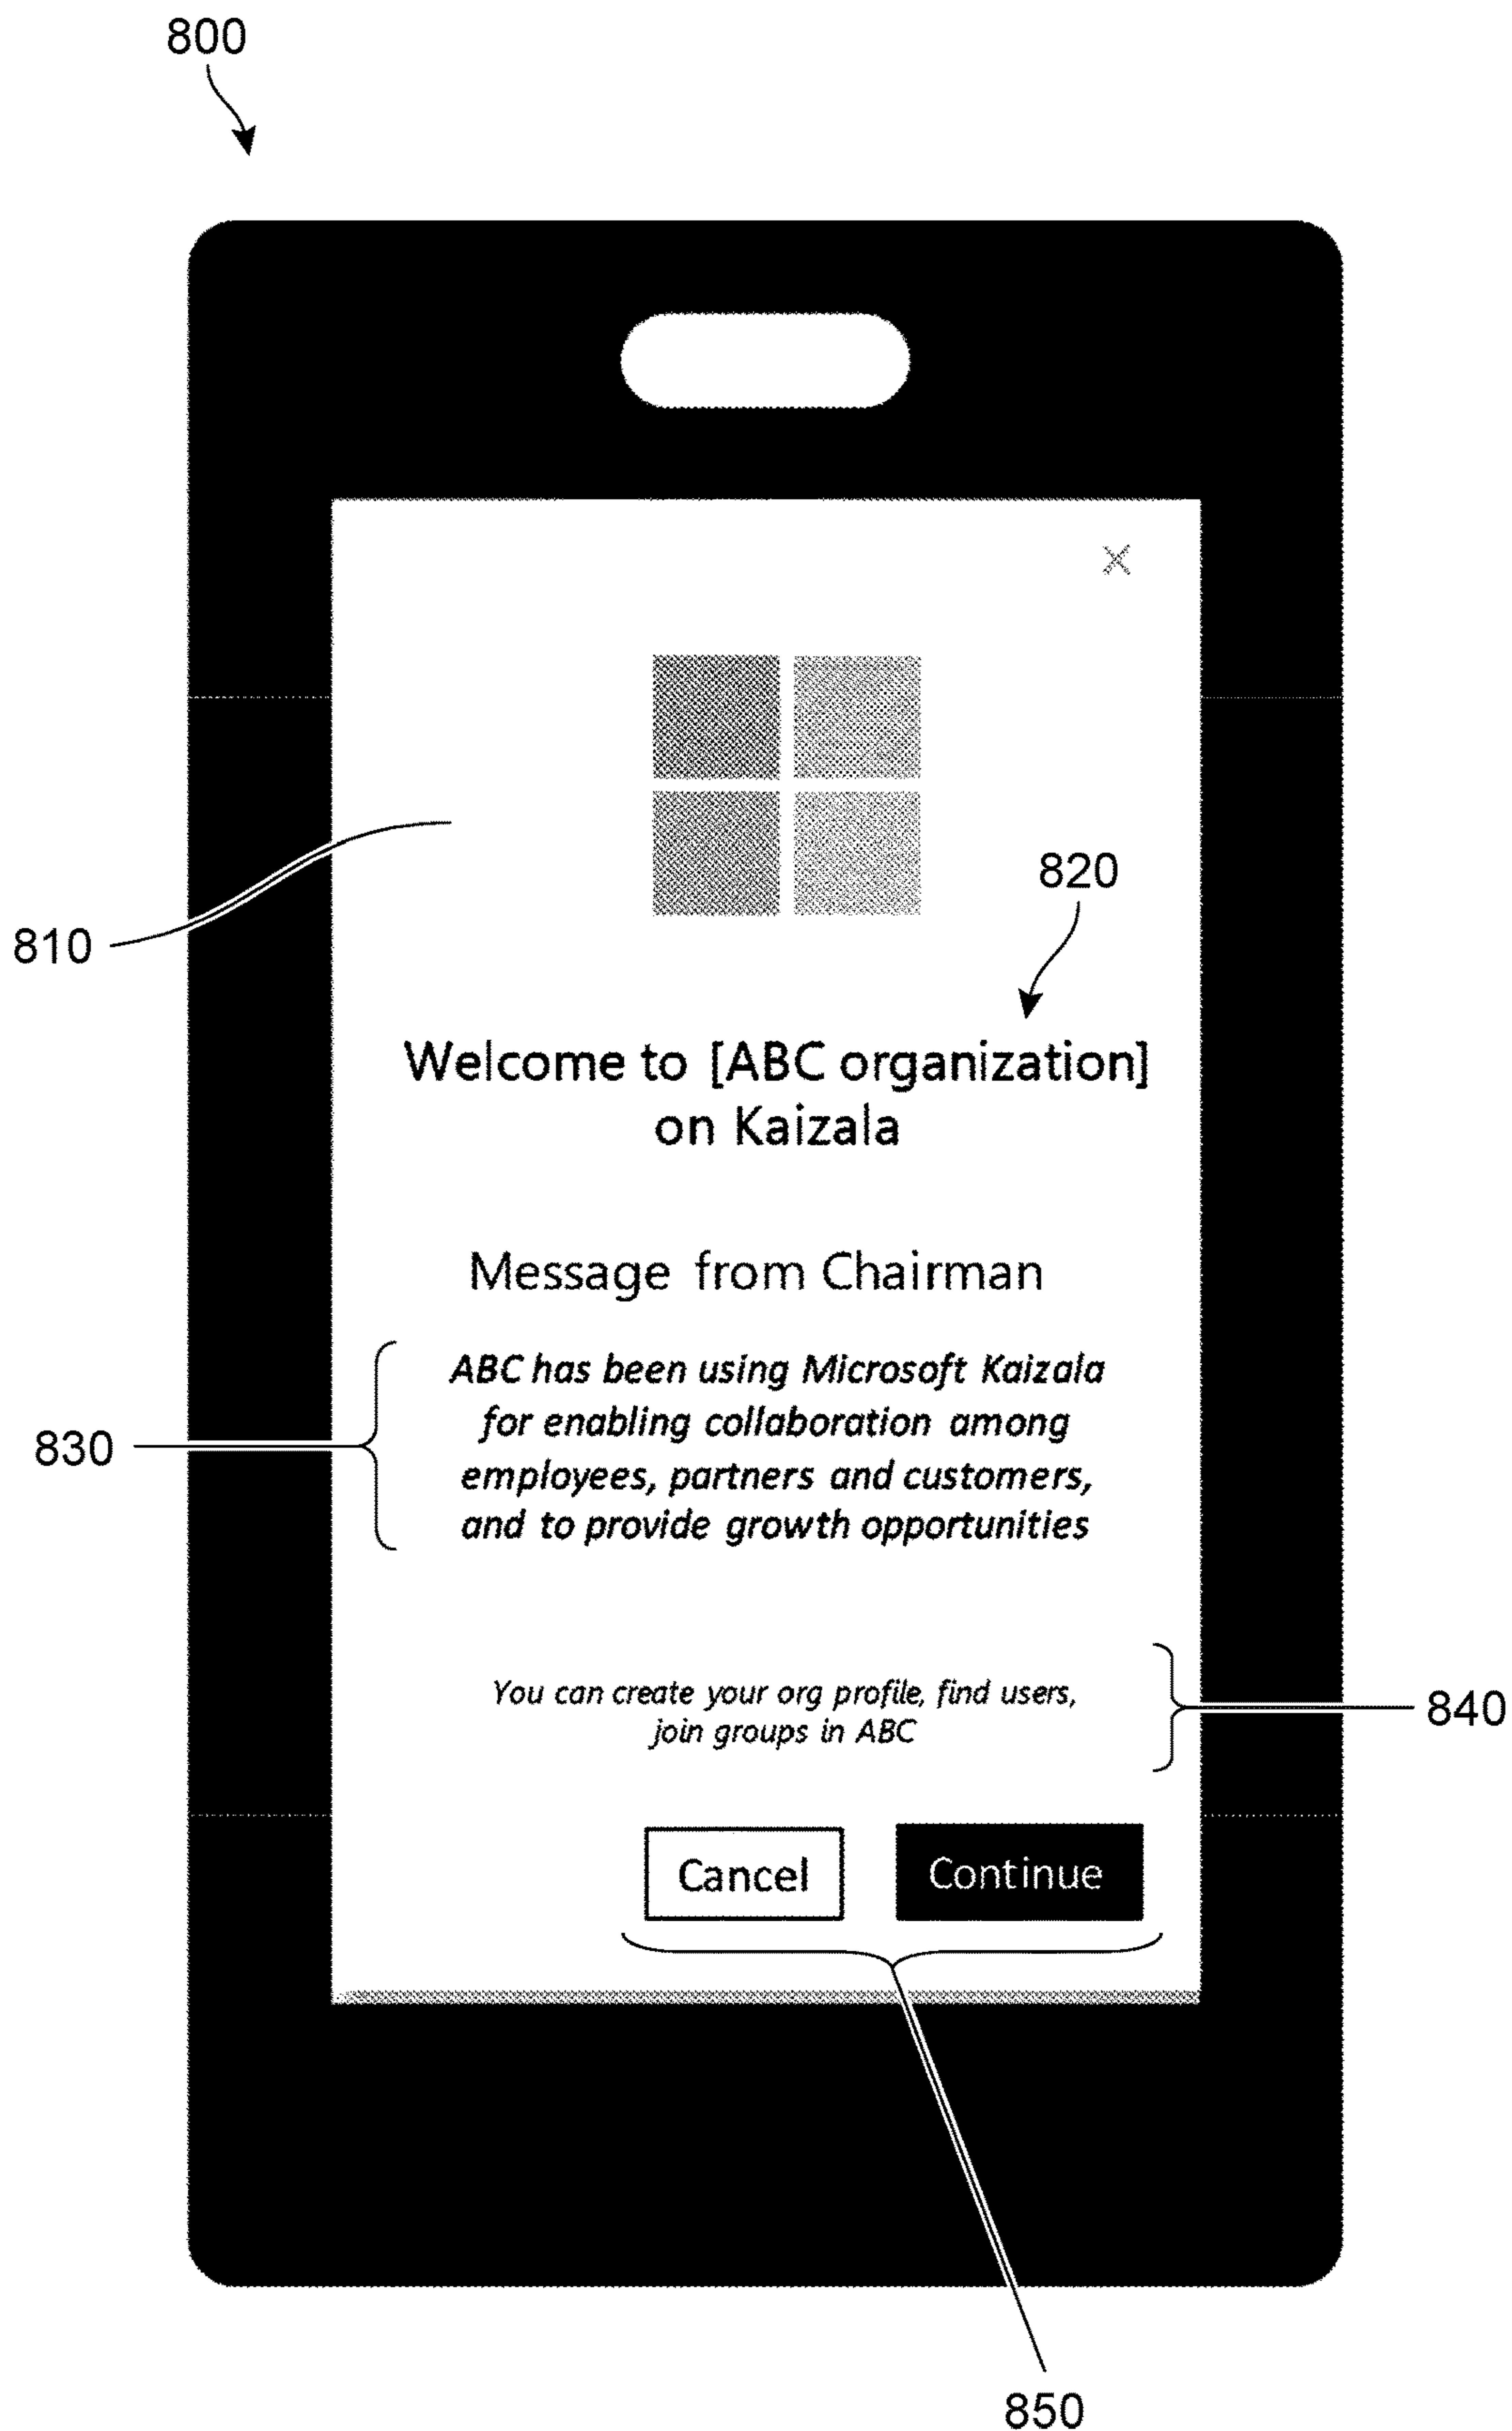 800
×
820
810
Welcome to [ABC organization]
on Kaizala
Message from Chairman
830
ABC has been using Microsoft Kaizala
for enabling collaboration among
employees, partners and customers,
and to provide growth opportunities
You can create your org profile, find users,
join groups in ABC
840
Cancel
Continue
850